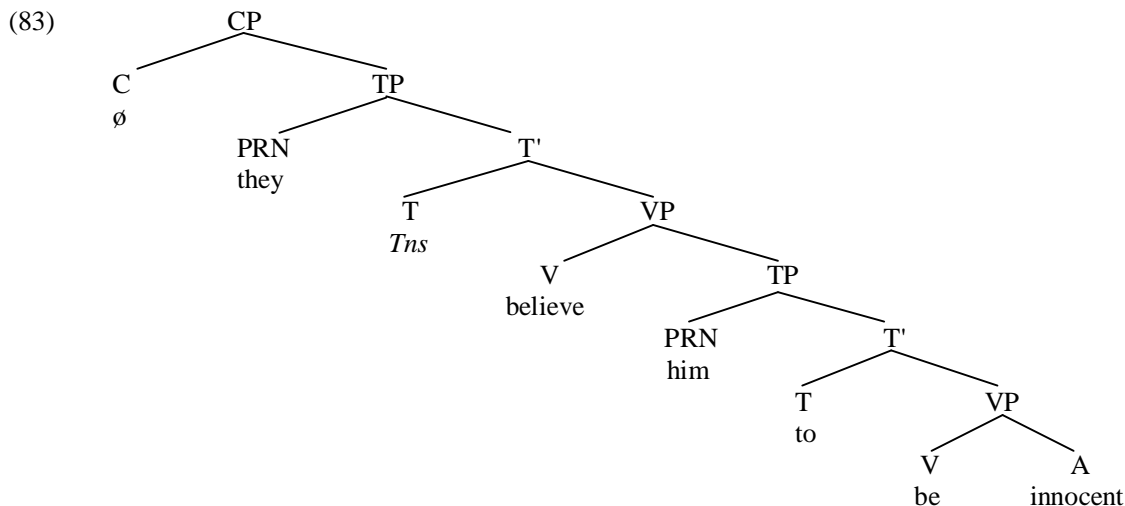 (83) CP
C TP
ø
PRN T'
they
T VP
Tns
V TP
believe
PRN T'
him
T VP
to
V A
be innocent